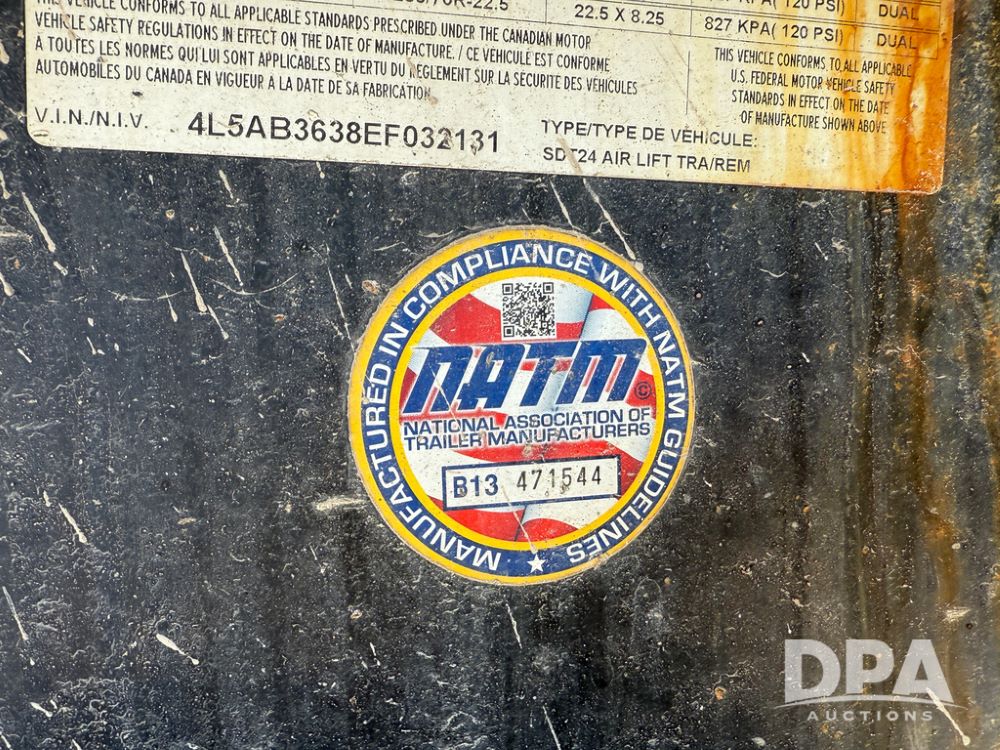 22.5 X 8.25
827 KPA( 120 PSI)
DUAL
( 120 PSI)
DUAL
THIS VEHICLE CONFORMS TO ALL APPLICABLE STANDARDS PRESCRIBED UNDER THE CANADIAN MOTOR
VEHICLE SAFETY REGULATIONS IN EFFECT ON THE DATE OF MANUFACTURE. / CE VÉHICULE EST CONFORME
À TOUTES LES NORMES QUI LUI SONT APPLICABLES EN VERTU DU RÈGLEMENT SUR LA SÉCURITÉ DES VÉHICULES
AUTOMOBILES DU CANADA EN VIGUEUR À LA DATE DE SA FABRICATION.
THIS VEHICLE CONFORMS TO ALL APPLICABLE
U.S. FEDERAL MOTOR VEHICLE SAFETY
STANDARDS IN EFFECT ON THE DATE
OF MANUFACTURE SHOWN ABOVE
V.I.N./N.I.V. 4L5AB3638EF032131
TYPE/TYPE DE VÉHICULE:
SDT24 AIR LIFT TRA/REM
MANUFACTURED IN COMPLIANCE WITH NATM GUIDELINES
NATM ©
NATIONAL ASSOCIATION OF
TRAILER MANUFACTURERS
B13 471544
DPA
AUCTIONS